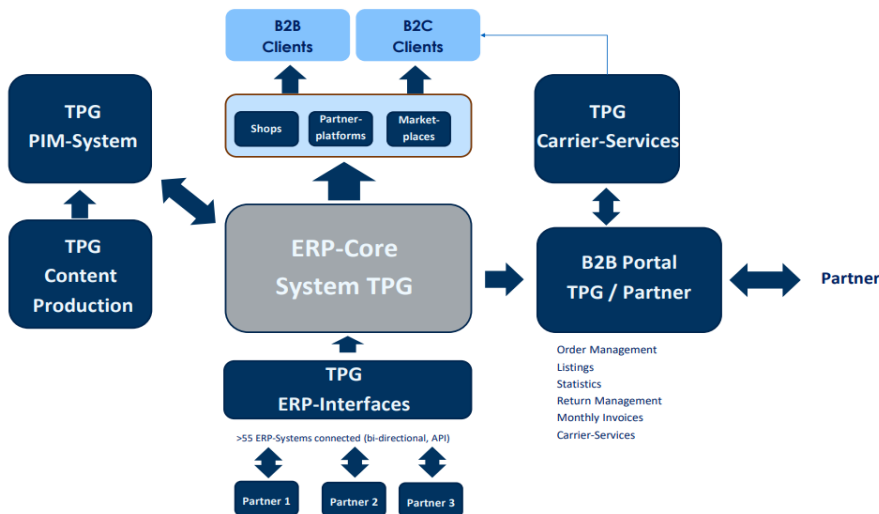 B2B
Clients
B2C
Clients
TPG
PIM-System
Shops
Partner-
platforms
Market-
places
TPG
Carrier-Services
TPG
Content
Production
ERP-Core
System TPG
B2B Portal
TPG / Partner
Partner
Order Management
Listings
Statistics
Return Management
Monthly Invoices
Carrier-Services
TPG
ERP-Interfaces
>55 ERP-Systems connected (bi-directional, API)
Partner 1
Partner 2
Partner 3